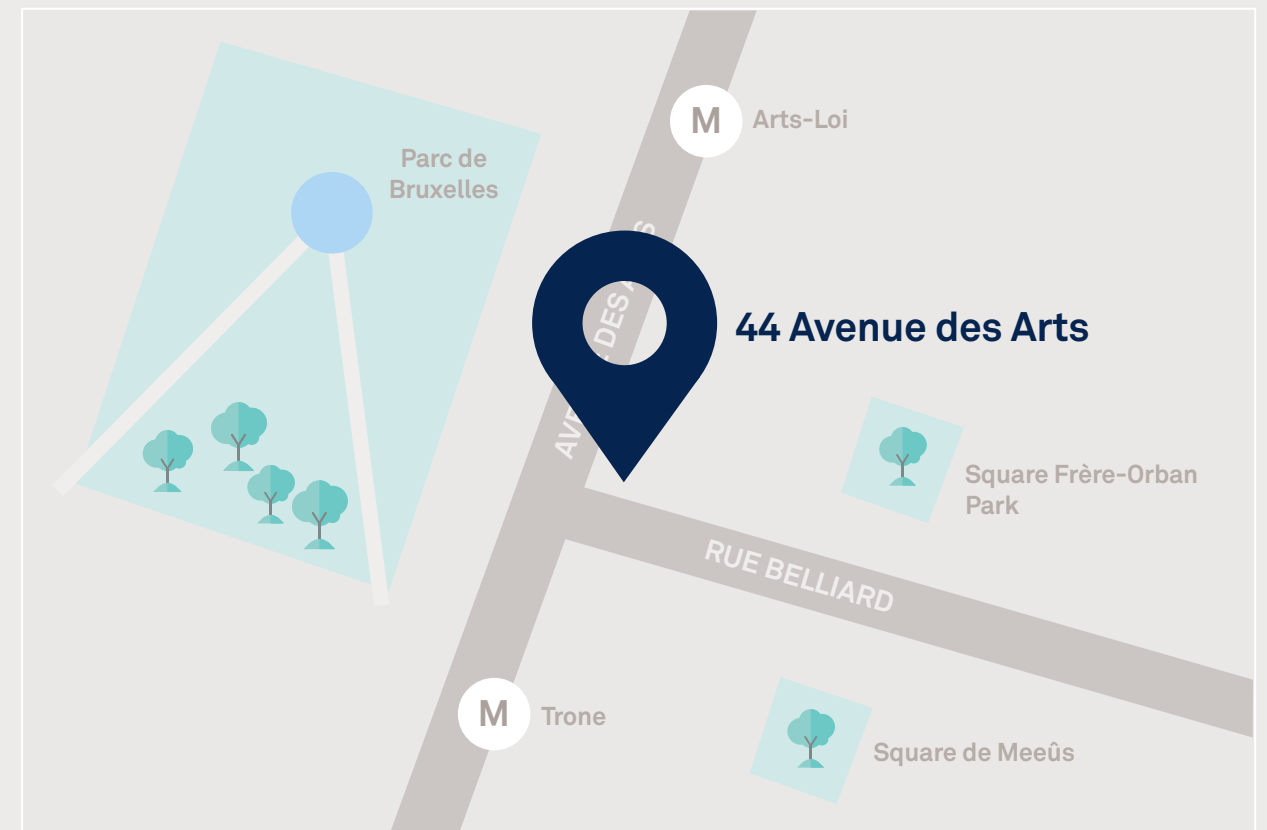 M
Arts-Loi
Parc de
Bruxelles
DES
44 Avenue des Arts
Square Frère-Orban
Park
RUE BELLIARD
M
Trone
Square de Meeûs